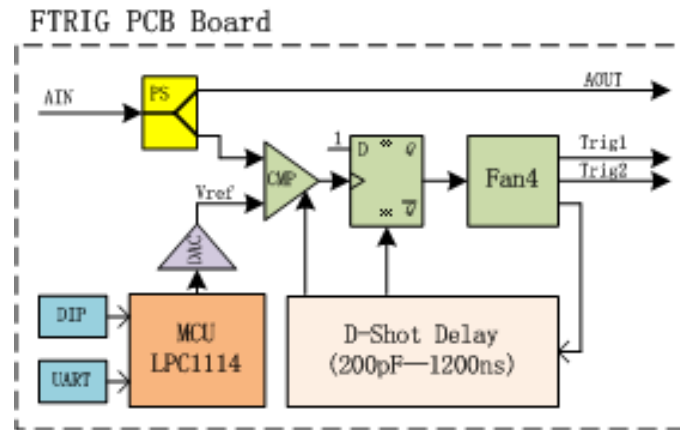 FTRIG PCB Board
AIN
PS
AOUT
1
D Q
Q̅
CMP
Vref
DAC
Fan4
Trig1
Trig2
DIP
UART
MCU
LPC1114
D-Shot Delay
(200pF—1200ns)